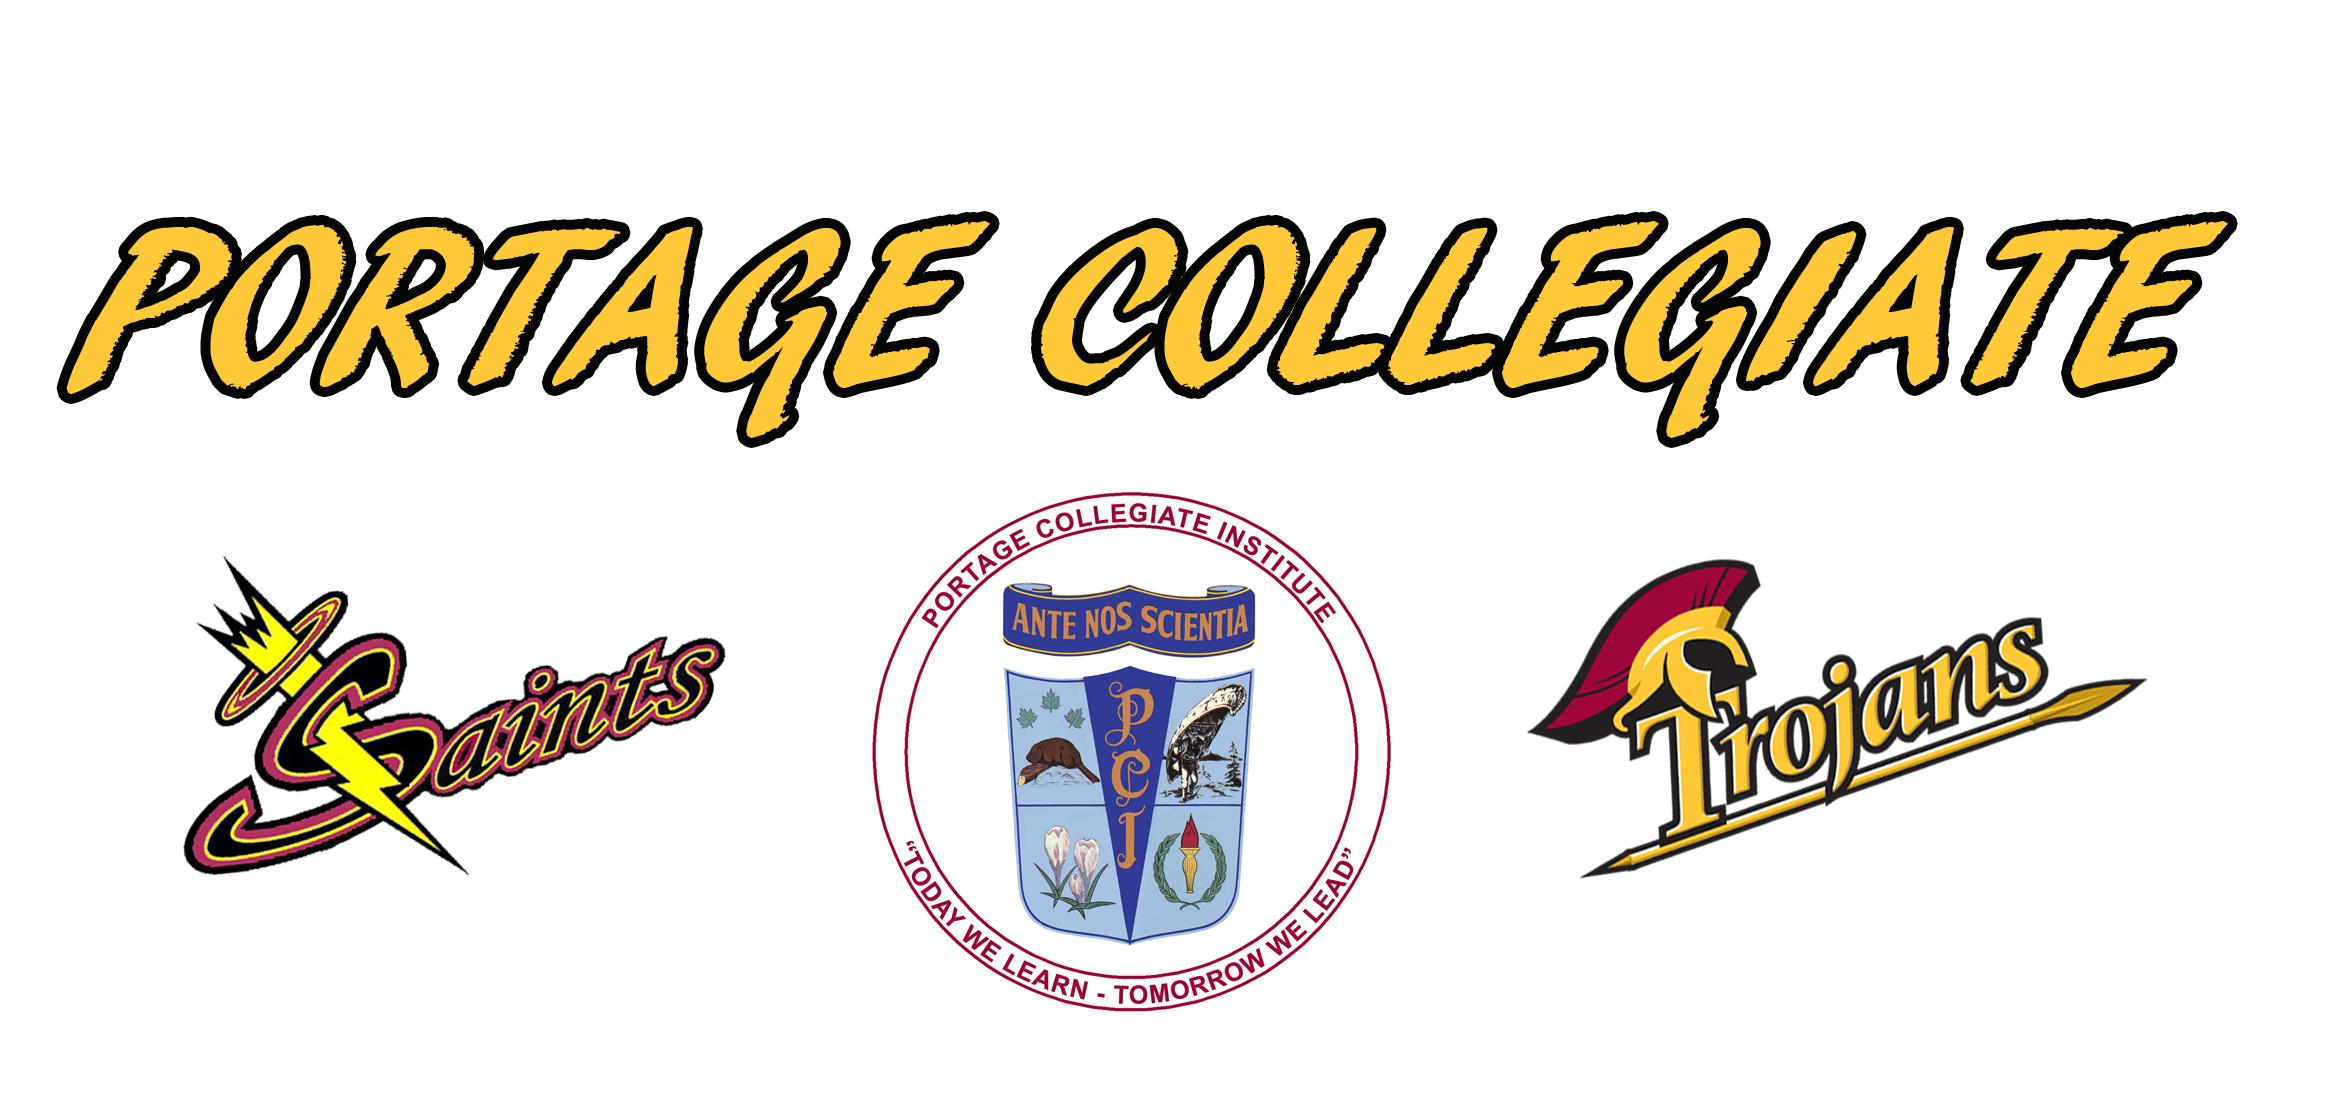 PORTAGE COLLEGIATE
Saints
PORTAGE COLLEGIATE INSTITUTE
ANTE NOS SCIENTIA
PCI
"TODAY WE LEARN - TOMORROW WE LEAD"
Trojans